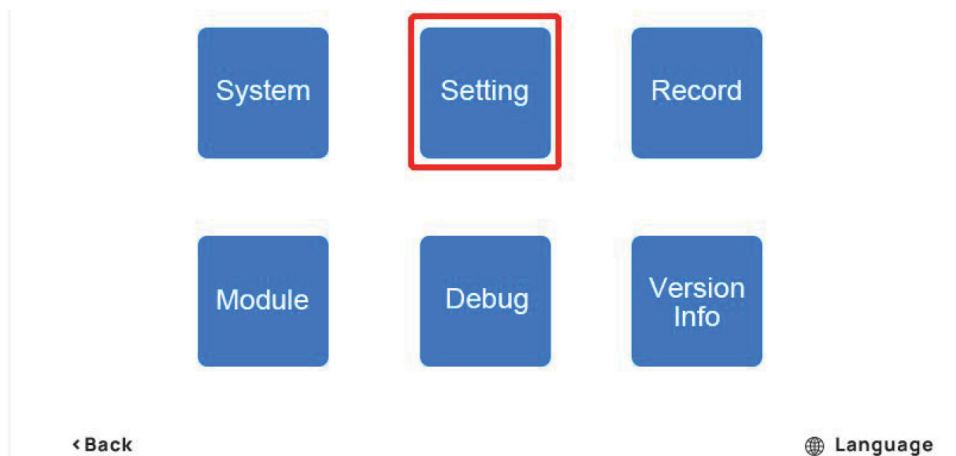 System
Setting
Record
Module
Debug
Version
Info
<Back
Language